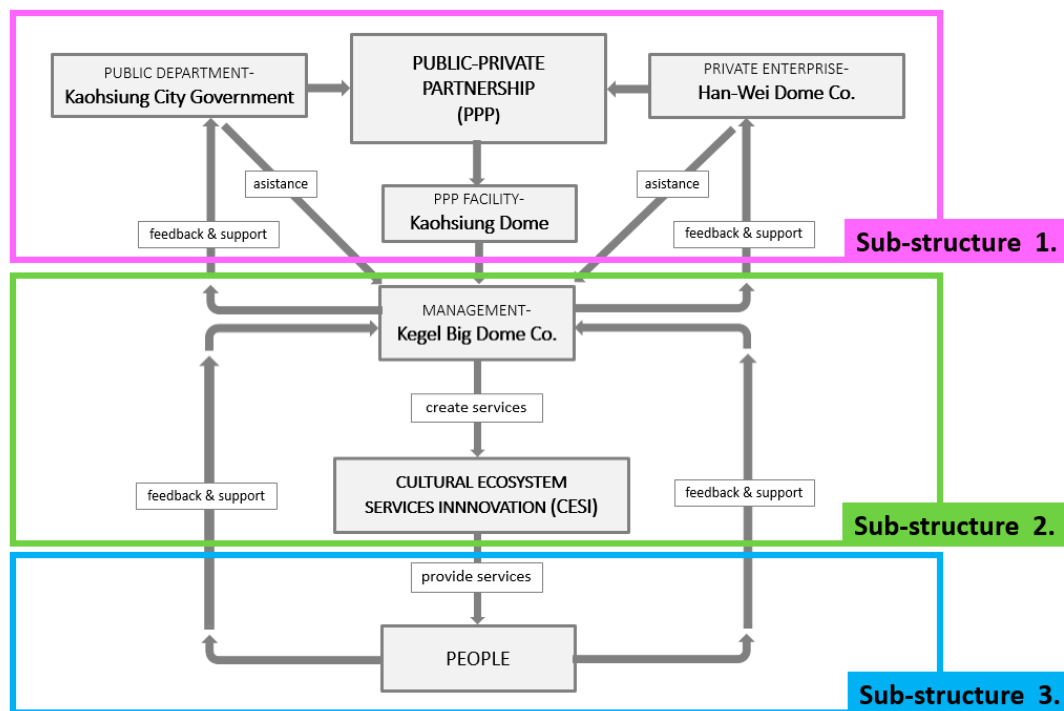 PUBLIC DEPARTMENT-
Kaohsiung City Government
PUBLIC-PRIVATE
PARTNERSHIP
(PPP)
PRIVATE ENTERPRISE-
Han-Wei Dome Co.
asistance
asistance
PPP FACILITY-
Kaohsiung Dome
feedback & support
feedback & support
Sub-structure 1.
MANAGEMENT-
Kegel Big Dome Co.
create services
CULTURAL ECOSYSTEM
SERVICES INNNOVATION (CESI)
feedback & support
feedback & support
Sub-structure 2.
provide services
PEOPLE
Sub-structure 3.